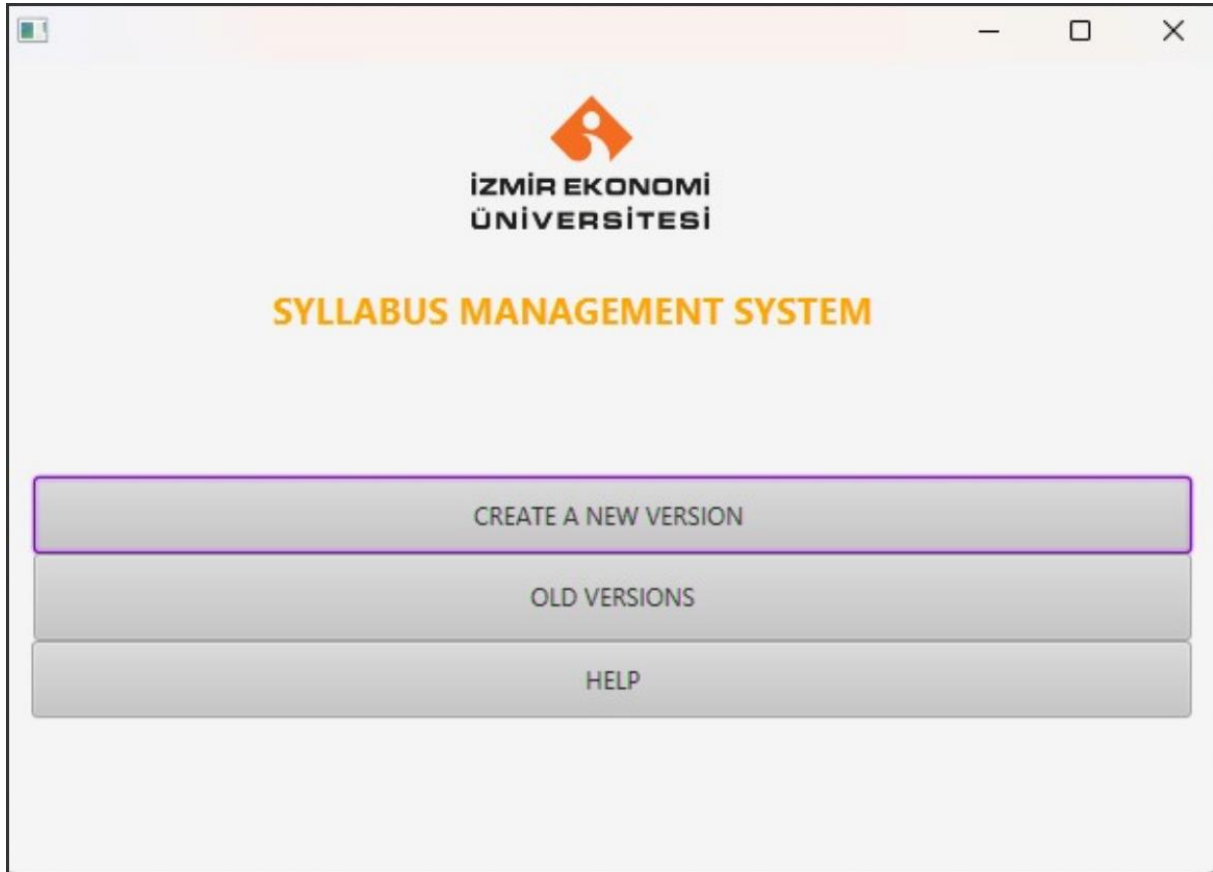 İZMİR EKONOMİ
ÜNİVERSİTESİ
SYLLABUS MANAGEMENT SYSTEM
CREATE A NEW VERSION
OLD VERSIONS
HELP